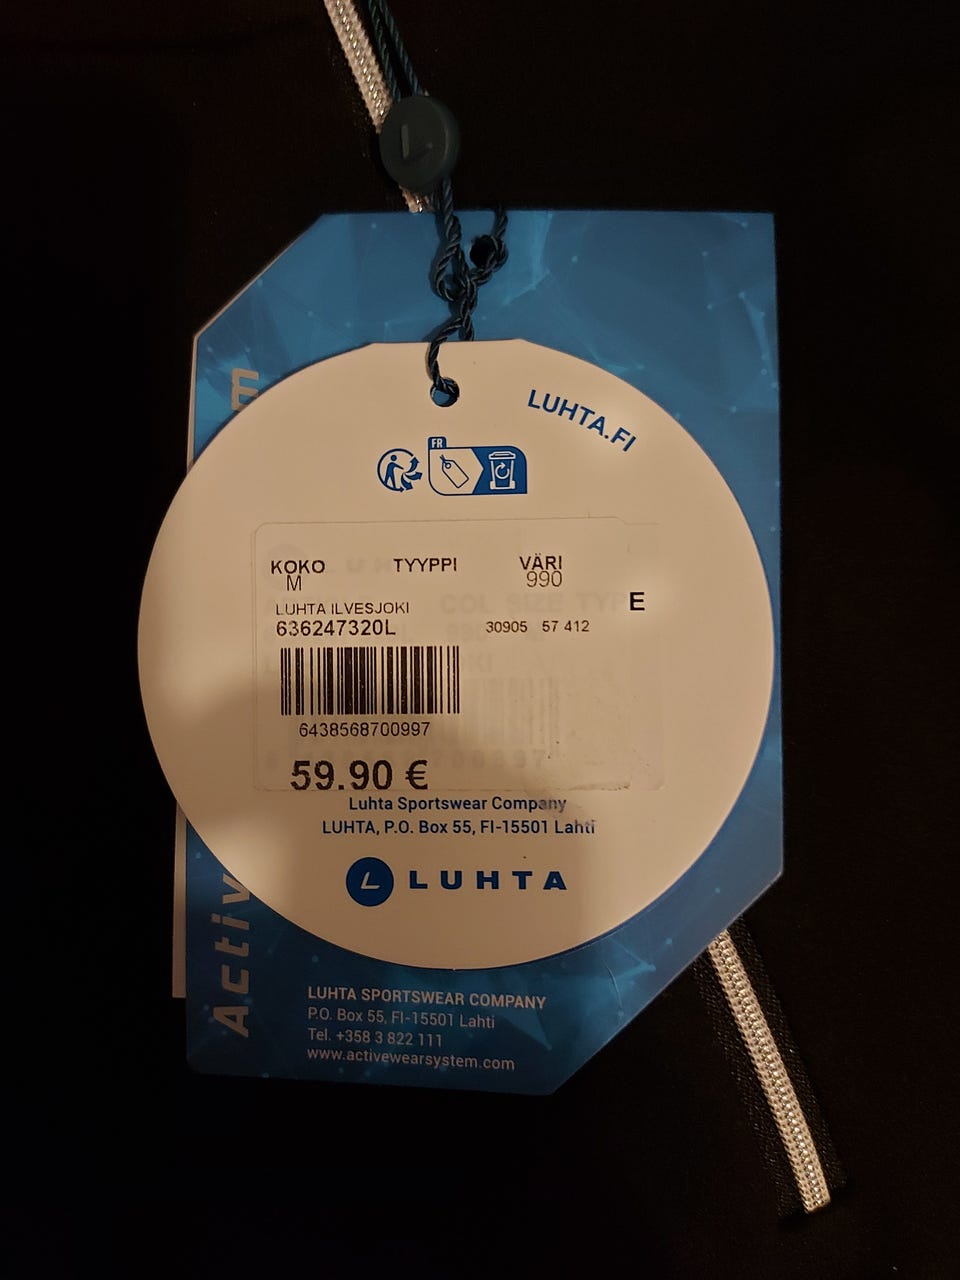 LUHTA.FI
FR
KOKO TYYPPI VÄRI
M 990
E
LUHTA ILVESJOKI
636247320L 30905 57 412
6438568700997
59.90 €
Luhta Sportswear Company
LUHTA, P.O. Box 55, FI-15501 Lahti
L LUHTA
LUHTA SPORTSWEAR COMPANY
P.O. Box 55, FI-15501 Lahti
Tel. +358 3 822 111
www.activewearsystem.com